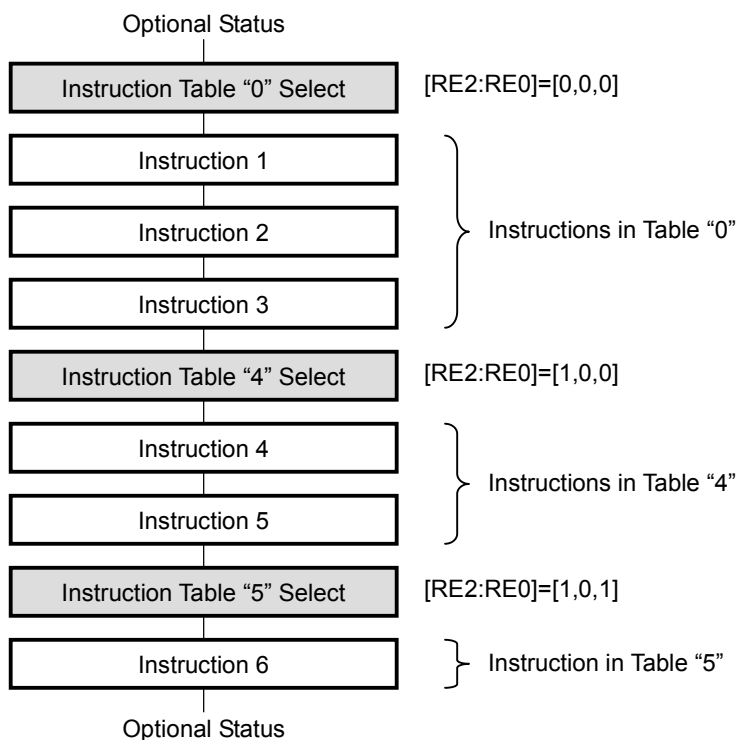 Optional Status
Instruction Table “0” Select
[RE2:RE0]=[0,0,0]
Instruction 1
Instruction 2
Instruction 3
Instructions in Table “0”
Instruction Table “4” Select
[RE2:RE0]=[1,0,0]
Instruction 4
Instruction 5
Instructions in Table “4”
Instruction Table “5” Select
[RE2:RE0]=[1,0,1]
Instruction 6
Instruction in Table “5”
Optional Status